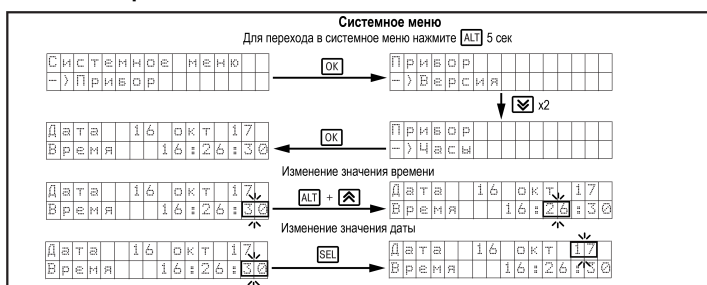 Системное меню
Для перехода в системное меню нажмите ALT 5 сек
Системное меню OK Прибор
->Прибор ->Версия
x2
Дата 16 окт 17 OK Прибор
Время 16:26:30 ->Часы
Изменение значения времени
Дата 16 окт 17 ALT + Дата 16 окт 17
Время 16:26:30 Время 16:26:30
Изменение значения даты
Дата 16 окт 17 SEL Дата 16 окт 17
Время 16:26:30 Время 16:26:30